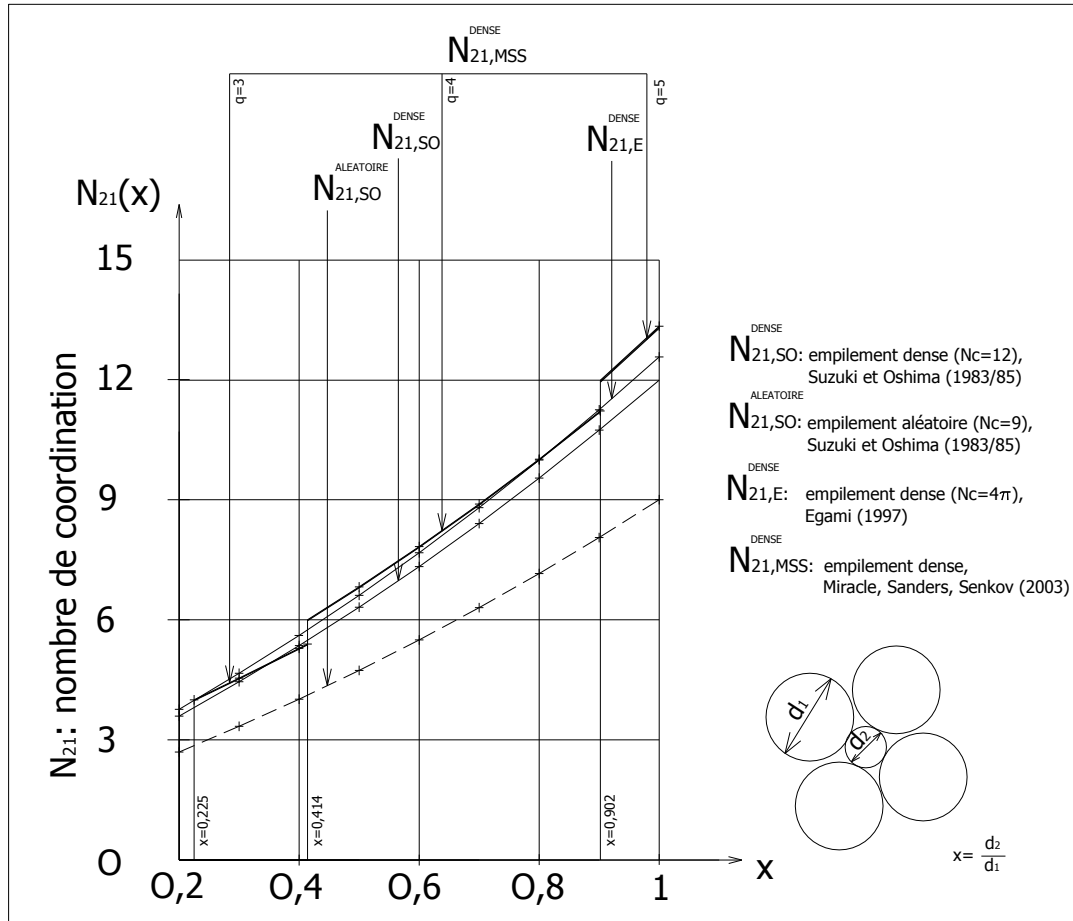 DENSE
N21,MSS
q=3
q=4
q=5
DENSE
N21,SO
DENSE
N21,E
ALEATOIRE
N21,SO
N21(x)
15
12
9
6
3
O
N21: nombre de coordination
x=0,225
x=0,414
x=0,902
O,2
O,4
O,6
O,8
1
x
DENSE
N21,SO: empilement dense (Nc=12),
Suzuki et Oshima (1983/85)
ALEATOIRE
N21,SO: empilement aléatoire (Nc=9),
Suzuki et Oshima (1983/85)
DENSE
N21,E: empilement dense (Nc=4π),
Egami (1997)
DENSE
N21,MSS: empilement dense,
Miracle, Sanders, Senkov (2003)
d1
d2
x= d2
d1